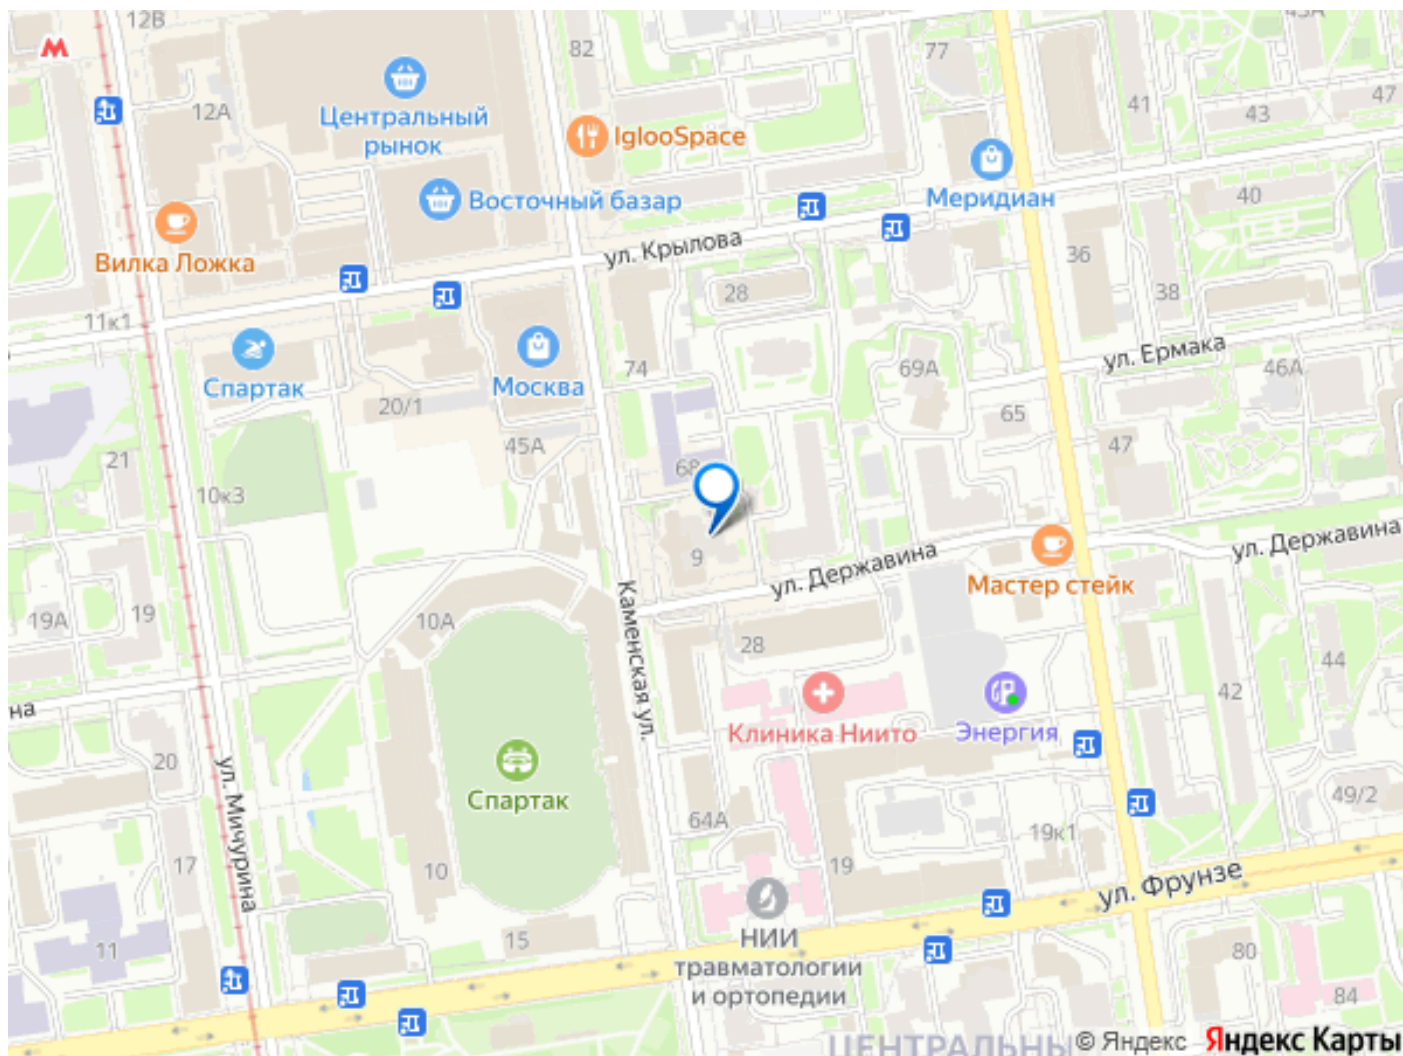 12В
82
77
43А
41
43
47
12А
Центральный
рынок
IglooSpace
Меридиан
40
Восточный базар
Вилка Ложка
ул. Крылова
36
28
38
11к1
Спартак
Москва
74
69А
ул. Ермака
46А
20/1
65
45А
47
21
68
10к3
9
ул. Державина
ул. Державина
Мастер стейк
19А
19
10А
Каменская ул.
28
44
42
на
Клиника Ниито
Энергия
20
ул. Мичурина
Спартак
64А
49/2
19к1
17
10
19
ул. Фрунзе
11
15
НИИ
травматологии
и ортопедии
80
84
ЦЕНТРАЛЬНЫ
© Яндекс Яндекс Карты